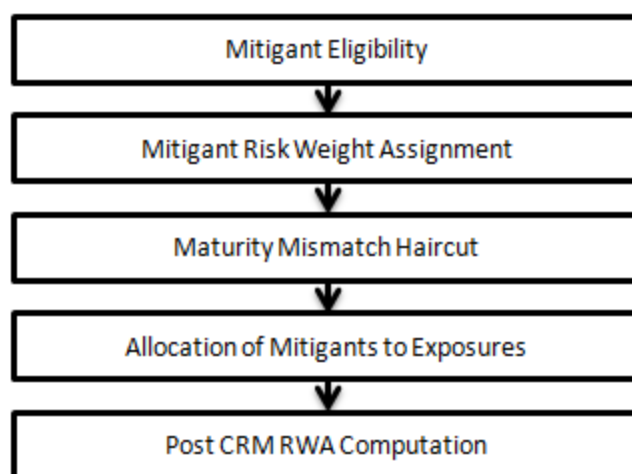 Mitigant Eligibility
Mitigant Risk Weight Assignment
Maturity Mismatch Haircut
Allocation of Mitigants to Exposures
Post CRM RWA Computation